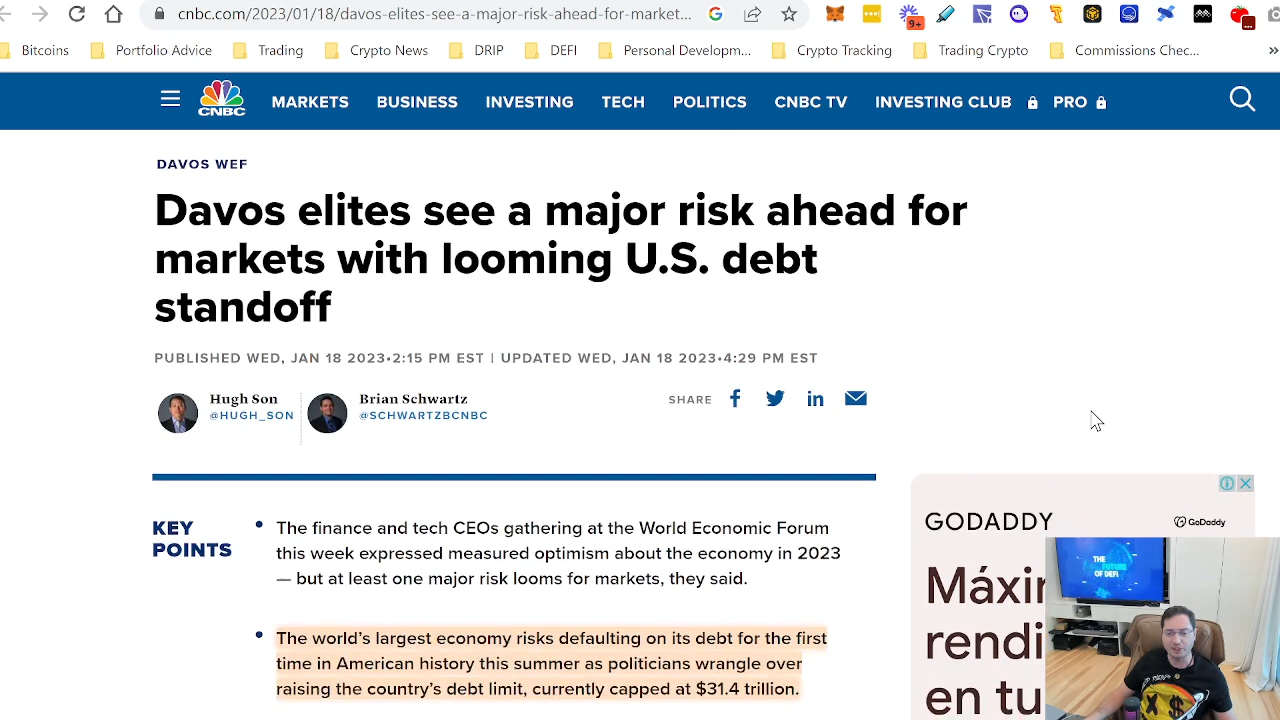 cnbc.com/2023/01/18/davos-elites-see-a-major-risk-ahead-for-market...
9+
Bitcoins
Portfolio Advice
Trading
Crypto News
DRIP
DEFI
Personal Developm...
Crypto Tracking
Trading Crypto
Commissions Chec...
»
CNBC
MARKETS
BUSINESS
INVESTING
TECH
POLITICS
CNBC TV
INVESTING CLUB
PRO
DAVOS WEF
Davos elites see a major risk ahead for
markets with looming U.S. debt
standoff
PUBLISHED WED, JAN 18 2023•2:15 PM EST | UPDATED WED, JAN 18 2023•4:29 PM EST
Hugh Son
@HUGH_SON
Brian Schwartz
@SCHWARTZBCNBC
SHARE
KEY
POINTS
• The finance and tech CEOs gathering at the World Economic Forum
this week expressed measured optimism about the economy in 2023
— but at least one major risk looms for markets, they said.
• The world's largest economy risks defaulting on its debt for the first
time in American history this summer as politicians wrangle over
raising the country's debt limit, currently capped at $31.4 trillion.
GODADDY
GoDaddy
Máxim
rendi
en tu
THE
FUTURE
OF DEFI
X $